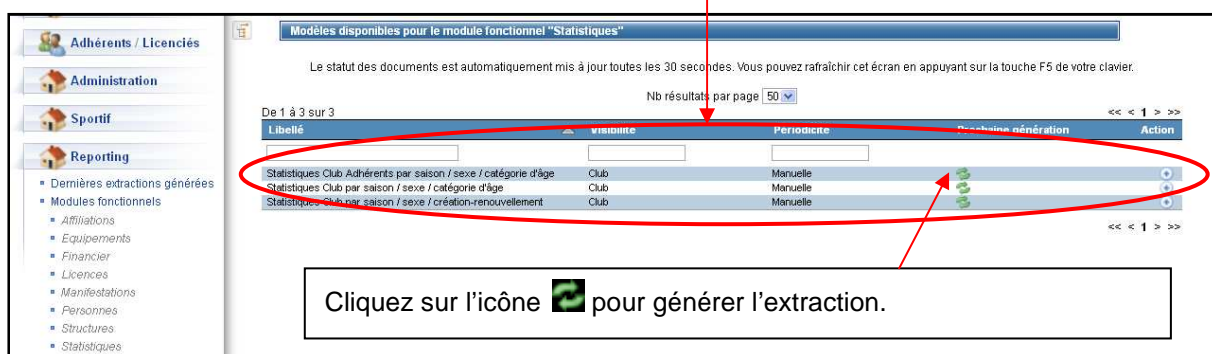 Adhérents / Licenciés
Administration
Sportif
Reporting
Dernières extractions générées
Modules fonctionnels
Affiliations
Equipements
Financier
Licences
Manifestations
Personnes
Structures
Statistiques
Modèles disponibles pour le module fonctionnel "Statistiques"
Le statut des documents est automatiquement mis à jour toutes les 30 secondes. Vous pouvez rafraîchir cet écran en appuyant sur la touche F5 de votre clavier.
Nb résultats par page 50
De 1 à 3 sur 3 << < 1 > >>
Libellé Visibilité Périodicité Prochaine génération Action
Statistiques Club Adhérents par saison / sexe / catégorie d'âge Club Manuelle
Statistiques Club par saison / sexe / catégorie d'âge Club Manuelle
Statistiques Club par saison / sexe / création-renouvellement Club Manuelle
<< < 1 > >>
Cliquez sur l'icône pour générer l'extraction.